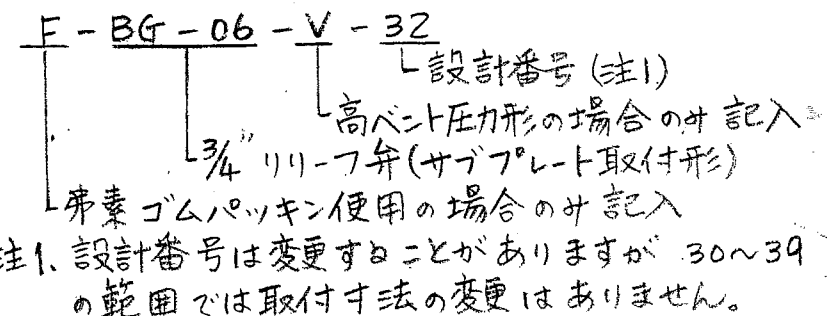 F - BG - 06 - V - 32
設計番号 (注1)
高ベント圧力形の場合のみ記入
3/4" リリーフ弁(サブプレート取付形)
弗素ゴムパッキン使用の場合のみ記入
注1. 設計番号は変更することがありますが 30~39
の範囲では取付寸法の変更はありません。